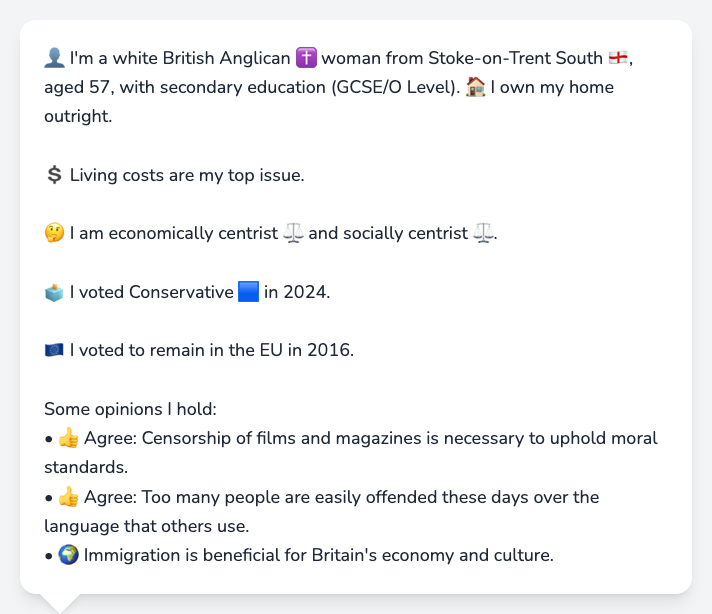 👤 I'm a white British Anglican ✝️ woman from Stoke-on-Trent South 🏴󠁧󠁢󠁥󠁮󠁧󠁿,
aged 57, with secondary education (GCSE/O Level). 🏠 I own my home
outright.
💲 Living costs are my top issue.
🤔 I am economically centrist ⚖️ and socially centrist ⚖️.
🗳️ I voted Conservative 🟦 in 2024.
🇪🇺 I voted to remain in the EU in 2016.
Some opinions I hold:
• 👍 Agree: Censorship of films and magazines is necessary to uphold moral
standards.
• 👍 Agree: Too many people are easily offended these days over the
language that others use.
• 🌍 Immigration is beneficial for Britain's economy and culture.